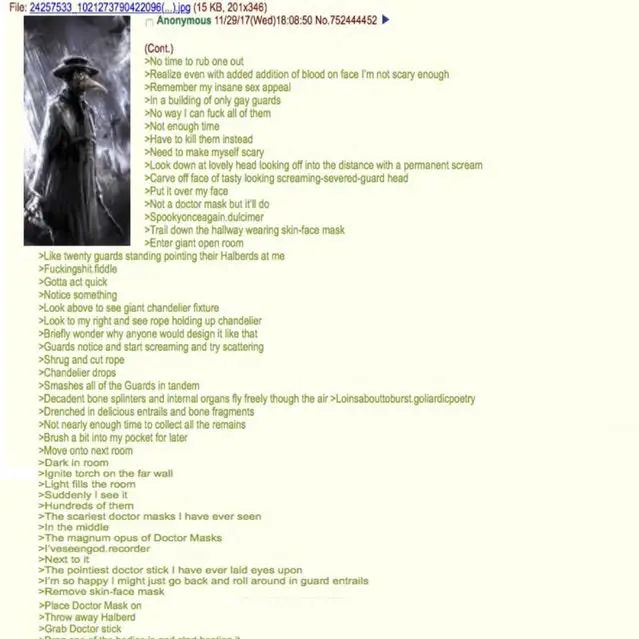 File: 24257533_1021273790422096(...).jpg (15 KB, 201x346)
Anonymous 11/29/17(Wed)18:08:50 No.752444452
(Cont.)
>No time to rub one out
>Realize even with added addition of blood on face I'm not scary enough
>Remember my insane sex appeal
>In a building of only gay guards
>No way I can fuck all of them
>Not enough time
>Have to kill them instead
>Need to make myself scary
>Look down at lovely head looking off into the distance with a permanent scream
>Carve off face of tasty looking screaming-severed-guard head
>Put it over my face
>Not a doctor mask but it'll do
>Spookyonceagain.dulcimer
>Trail down the hallway wearing skin-face mask
>Enter giant open room
>Like twenty guards standing pointing their Halberds at me
>Fuckingshit.fiddle
>Gotta act quick
>Notice something
>Look above to see giant chandelier fixture
>Look to my right and see rope holding up chandelier
>Briefly wonder why anyone would design it like that
>Guards notice and start screaming and try scattering
>Shrug and cut rope
>Chandelier drops
>Smashes all of the Guards in tandem
>Decadent bone splinters and internal organs fly freely though the air >Loinsabouttoburst.goliardicpoetry
>Drenched in delicious entrails and bone fragments
>Not nearly enough time to collect all the remains
>Brush a bit into my pocket for later
>Move onto next room
>Dark in room
>Ignite torch on the far wall
>Light fills the room
>Suddenly I see it
>Hundreds of them
>The scariest doctor masks I have ever seen
>In the middle
>The magnum opus of Doctor Masks
>I'veseengod.recorder
>Next to it
>The pointiest doctor stick I have ever laid eyes upon
>I'm so happy I might just go back and roll around in guard entrails
>Remove skin-face mask
>Place Doctor Mask on
>Throw away Halberd
>Grab Doctor stick